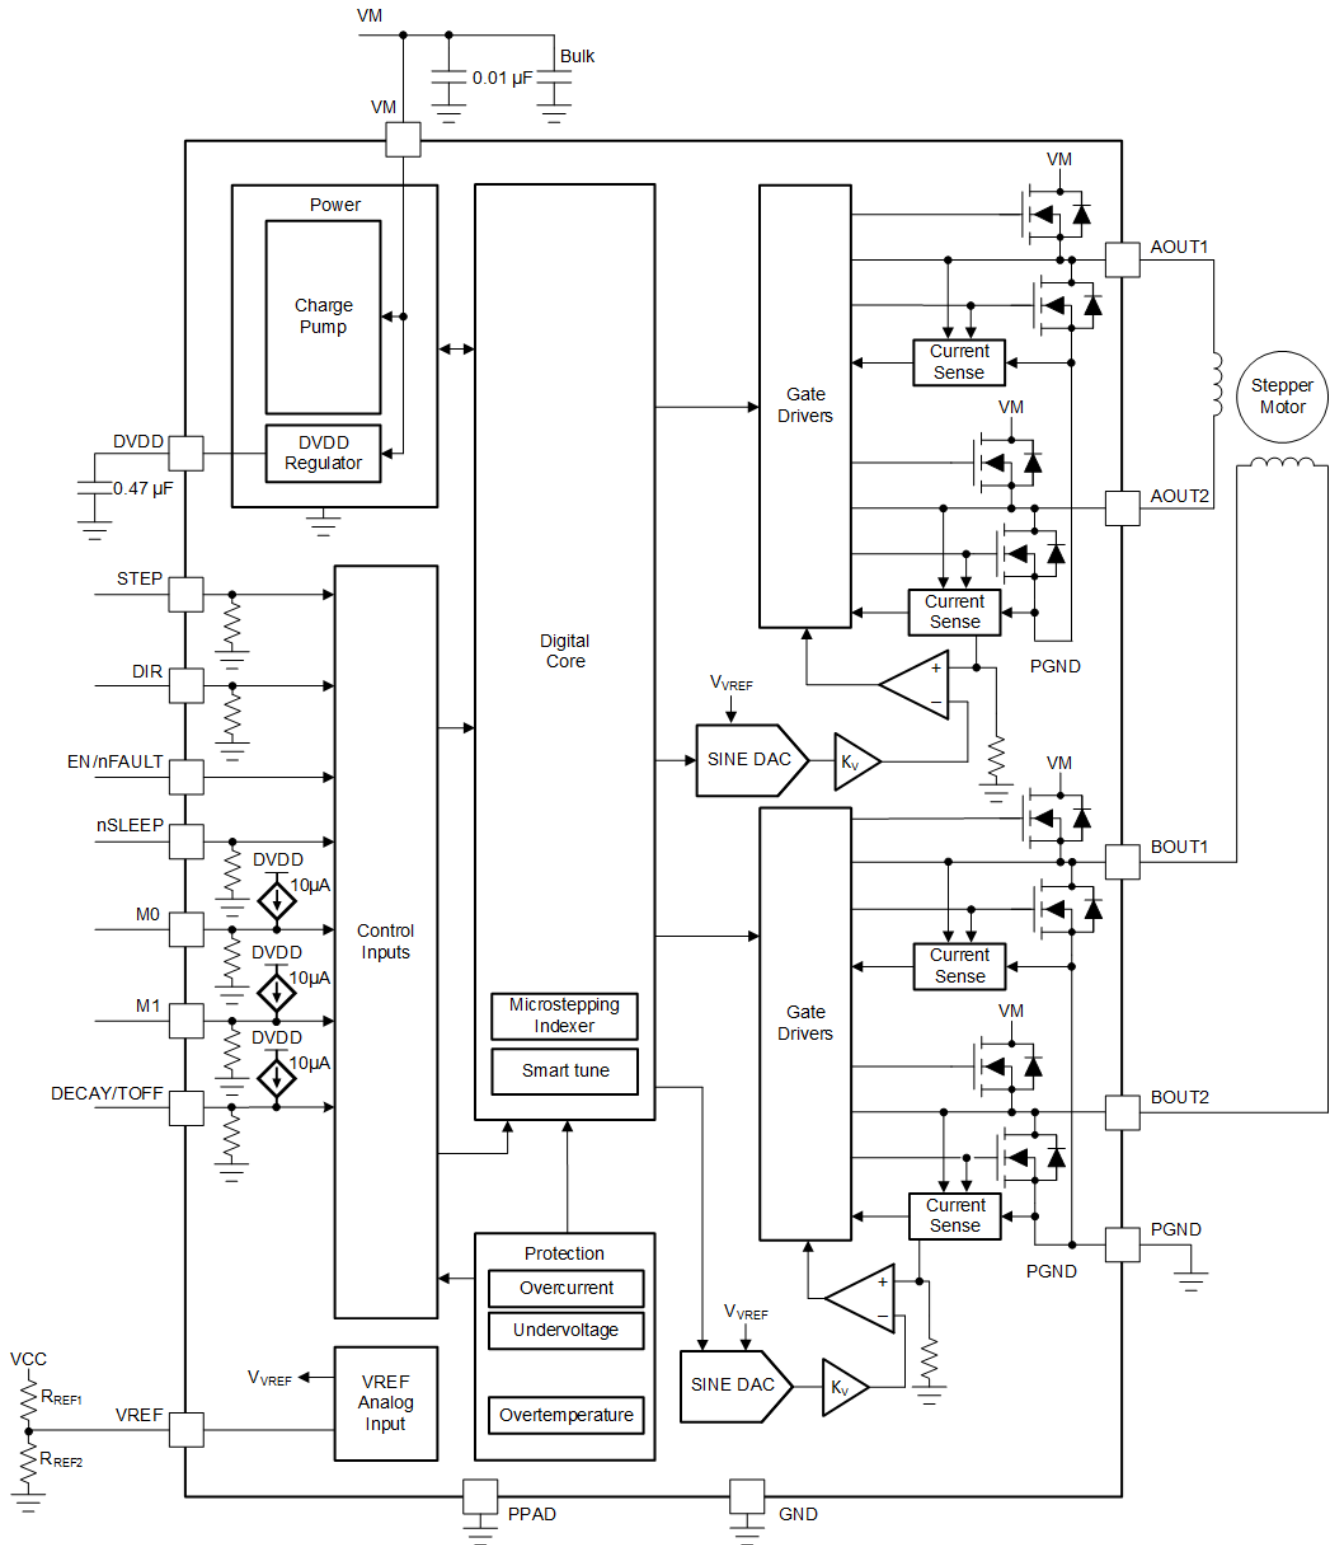 VM
0.01 µF
Bulk
VM
Power
Charge
Pump
DVDD
Regulator
DVDD
0.47 µF
STEP
DIR
EN/nFAULT
nSLEEP
DVDD
10µA
M0
DVDD
10µA
M1
DVDD
10µA
DECAY/TOFF
Control
Inputs
Digital
Core
Microstepping
Indexer
Smart tune
Protection
Overcurrent
Undervoltage
Overtemperature
VCC
RREF1
VREF
RREF2
VVREF
VREF
Analog
Input
PPAD
GND
Gate
Drivers
VM
AOUT1
Current
Sense
VM
AOUT2
Current
Sense
PGND
+
−
VVREF
SINE DAC
KV
Stepper
Motor
Gate
Drivers
VM
BOUT1
Current
Sense
VM
BOUT2
Current
Sense
PGND
PGND
+
−
VVREF
SINE DAC
KV